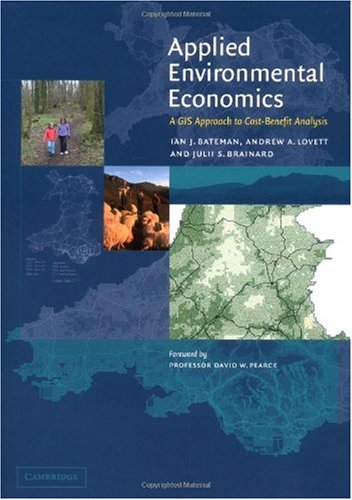 Applied
Environmental
Economics
A GIS Approach to Cost-Benefit Analysis
IAN J. BATEMAN, ANDREW A. LOVETT
AND JULII S. BRAINARD
Foreword by
PROFESSOR DAVID W. PEARCE
CAMBRIDGE